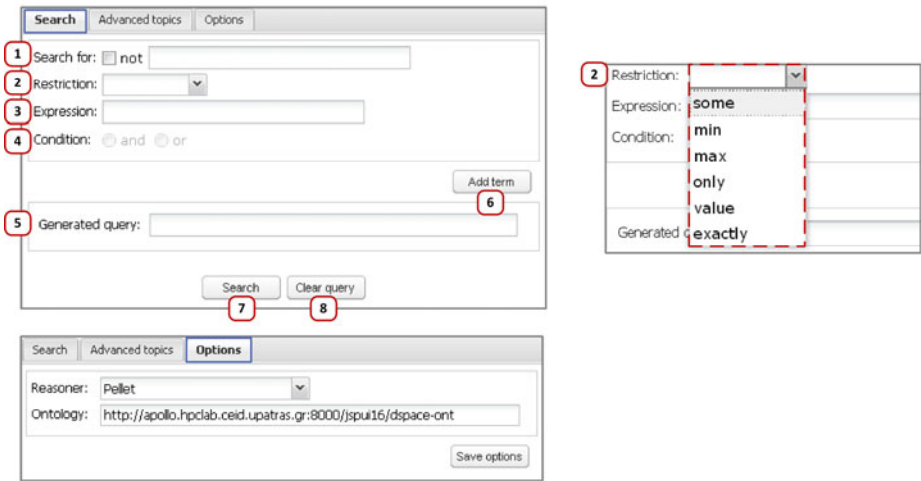 Search Advanced topics Options
1 Search for: not
2 Restriction:
3 Expression:
4 Condition: and or
Add term
6
5 Generated query:
Search Clear query
7 8
2 Restriction:
Expression: some
Condition: min
max
only
value
Generated q exactly
Search Advanced topics Options
Reasoner: Pellet
Ontology: http://apollo.hpclab.ceid.upatras.gr:8000/jspui16/dspace-ont
Save options